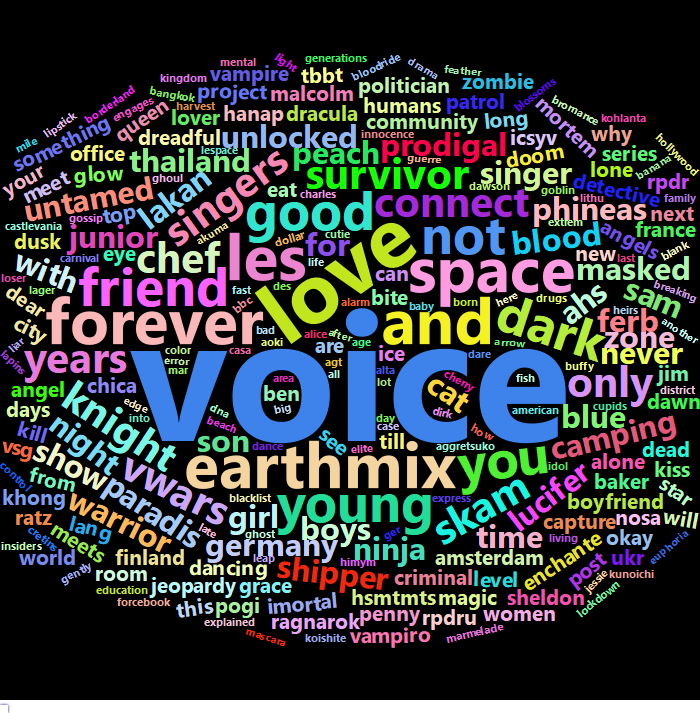 mental
fight
generations
kingdom
vampire
tbbt
bloodride
drama
feather
zombie
politician
borderland
bangkok
project
malcolm
blossoms
bromance
lipstick
engages
harvest
queen
lover
hanap
dracula
humans
patrol
mortem
kohlanta
mile
something
dreadful
unlocked
innocence
community
long
why
hollywood
office
lespace
peach
prodigal
icsyv
series
your
meet
glow
thailand
guerre
doom
lone
banana
ghoul
singers
eat
charles
survivor
dawson
singer
goblin
detective
rpdr
untamed
lakan
connect
lithu
family
gossip
top
good
phineas
next
castlevania
akuma
extrem
angels
france
dusk
junior
eye
chef
les
dollar
cutie
for
not
blood
new
last
blank
carnival
love
life
can
space
masked
loser
with
lager
friend
fast
des
bite
ahs
sam
breaking
dear
bbc
alarm
baby
born
here
drugs
heirs
city
forever
bad
alice
after
and
dark
ferb
another
liar
color
casa
aoki
are
age
arrow
zone
never
lapins
years
error
mar
agt
all
ice
dare
buffy
jim
angel
chica
area
alta
cat
cherry
fish
only
district
voice
ben
big
lot
cupids
dawn
days
edge
into
knight
dna
beach
day
dirk
american
blue
kill
night
son
dance
see
case
till
elite
how
idol
camping
vsg
show
vwars
earthmix
aggretsuko
you
alone
dead
control
from
blacklist
express
lucifer
baker
kiss
khong
paradis
late
young
skam
boyfriend
star
ratz
cretins
lang
warrior
girl
ghost
boys
ger
capture
nosa
will
insiders
meets
germany
leap
himym
ninja
time
living
okay
world
finland
amsterdam
enchante
ukr
euphoria
gently
room
dancing
shipper
criminal
level
post
jessie
kunoichi
education
jeopardy
grace
hsmtmts
magic
sheldon
lockdown
forcebook
this
pogi
imortal
penny
rpdru
women
explained
ragnarok
mascara
koishite
vampiro
marmelade